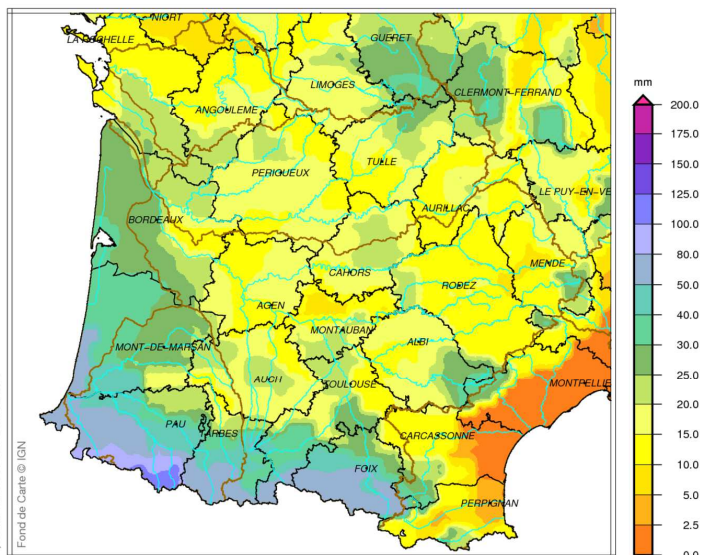 NIORT
LA ROCHELLE
GUERET
LIMOGES
CLERMONT-FERRAND
ANGOULEME
PERIGUEUX
TULLE
LE PUY-EN-VE
AURILLAC
BORDEAUX
CAHORS
MENDE
RODEZ
AGEN
MONTAUBAN
ALBI
MONT-DE-MARSAN
AUCH
TOULOUSE
MONTPELLIE
PAU
TARBES
CARCASSONNE
FOIX
PERPIGNAN
Fond de Carte © IGN
mm
200.0
175.0
150.0
125.0
100.0
80.0
60.0
50.0
40.0
30.0
25.0
20.0
15.0
10.0
5.0
2.5
0.0